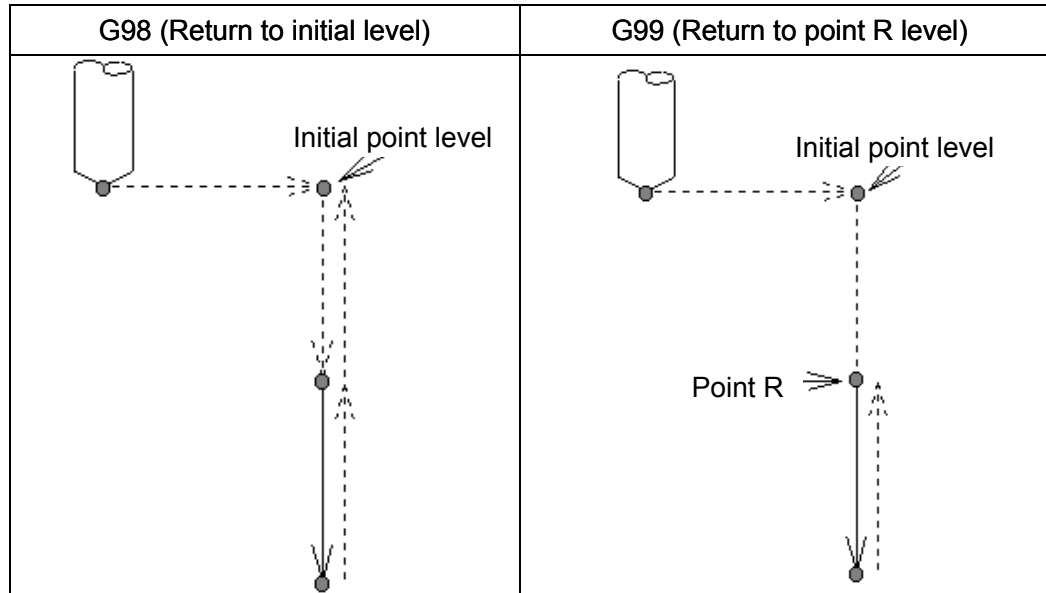 G98 (Return to initial level)
G99 (Return to point R level)
Initial point level
Initial point level
Point R